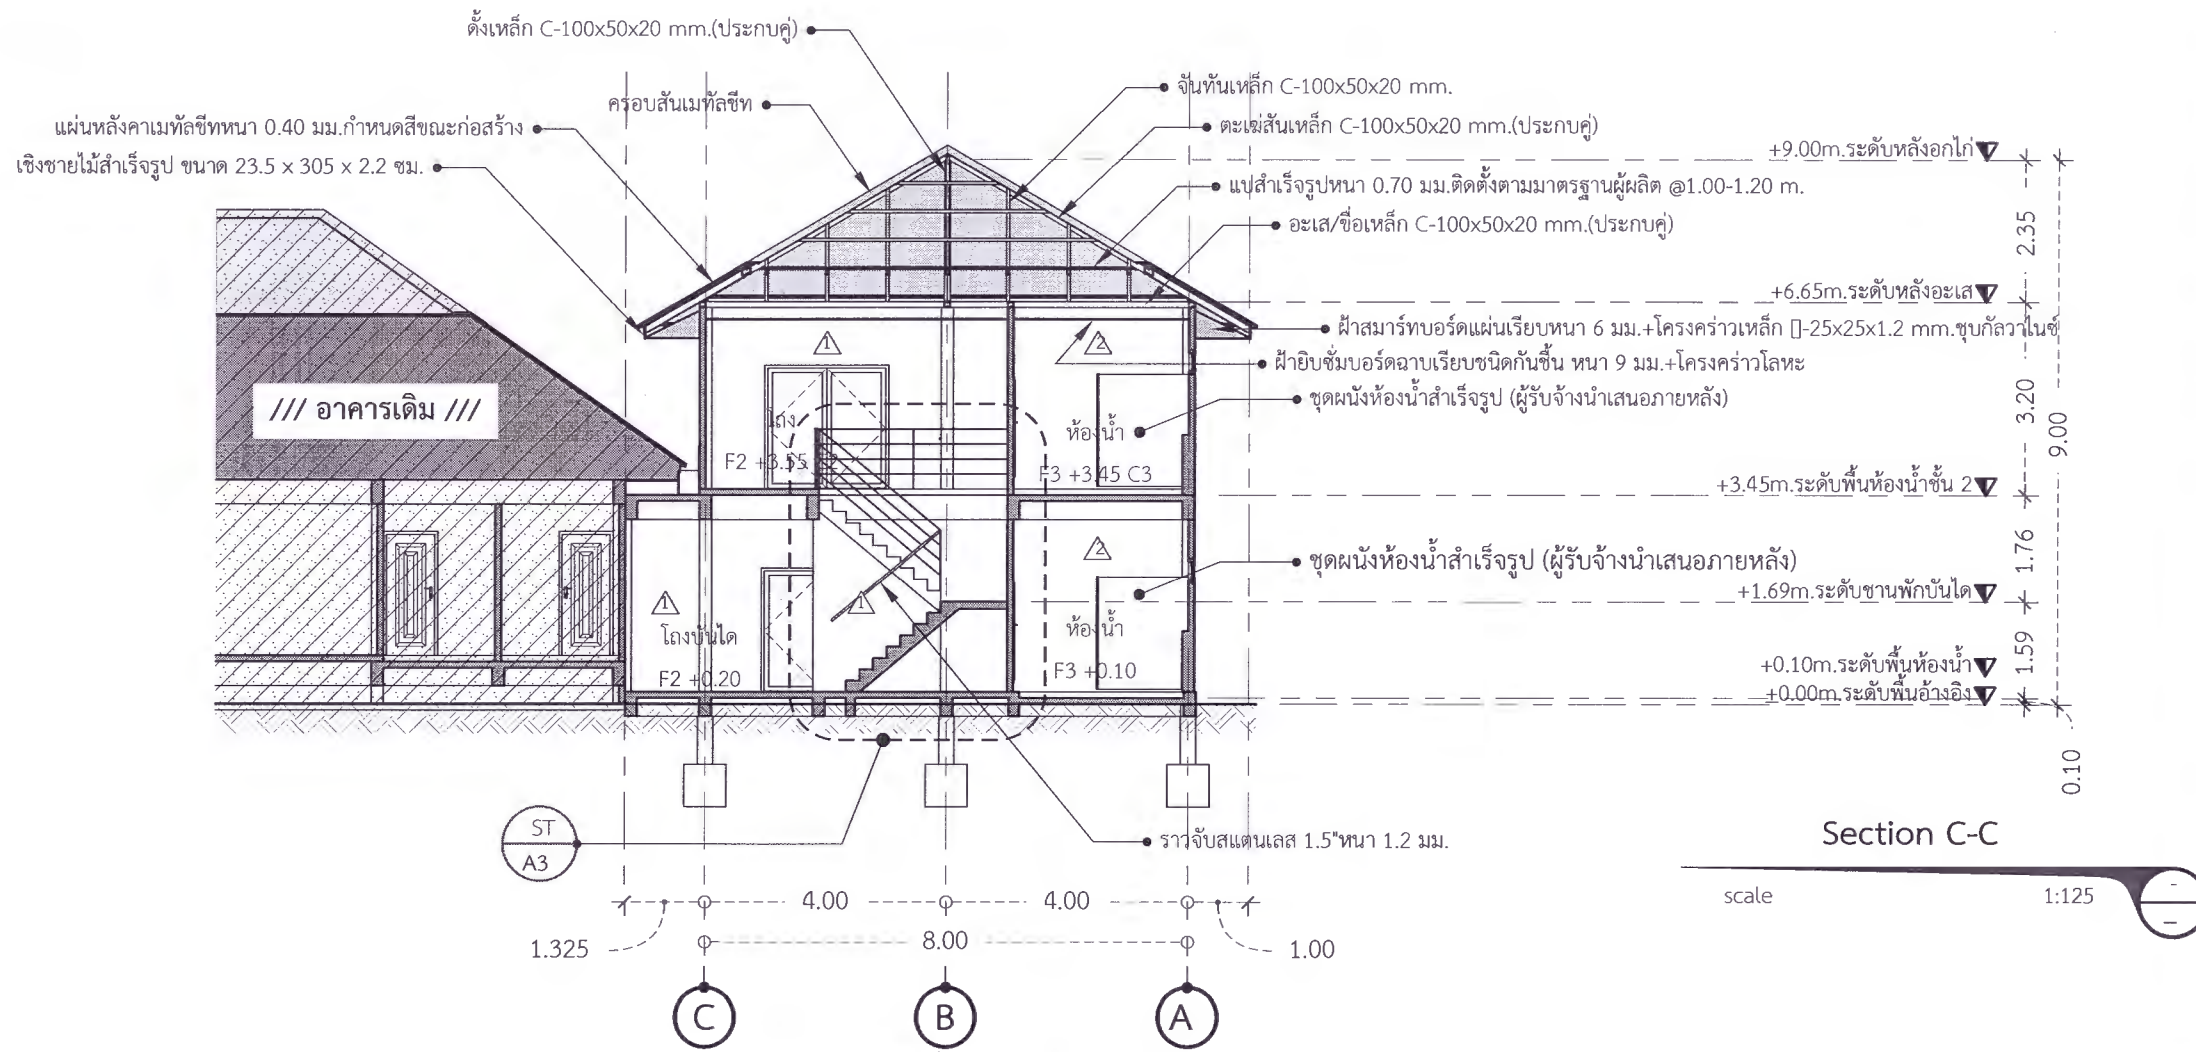 ดั้งเหล็ก C-100x50x20 mm.(ประกบคู่)
ครอบสันเมทัลชีท
แผ่นหลังคาเมทัลชีทหนา 0.40 มม.กำหนดสีขณะก่อสร้าง
เชิงชายไม้สำเร็จรูป ขนาด 23.5 x 305 x 2.2 ซม.
จันทันเหล็ก C-100x50x20 mm.
ตะเฆ่สันเหล็ก C-100x50x20 mm.(ประกบคู่)
แปสำเร็จรูปหนา 0.70 มม.ติดตั้งตามมาตรฐานผู้ผลิต @1.00-1.20 m.
อะเส/ขื่อเหล็ก C-100x50x20 mm.(ประกบคู่)
+9.00m.ระดับหลังอกไก่
2.35
+6.65m.ระดับหลังอะเส
ฝ้าสมาร์ทบอร์ดแผ่นเรียบหนา 6 มม.+โครงคร่าวเหล็ก []-25x25x1.2 mm.ชุบกัลวาไนซ์
ฝ้ายิบซั่มบอร์ดฉาบเรียบชนิดกันชื้น หนา 9 มม.+โครงคร่าวโลหะ
ชุดผนังห้องน้ำสำเร็จรูป (ผู้รับจ้างนำเสนอภายหลัง)
3.20
9.00
/// อาคารเดิม ///
1
2
โถง
ห้องน้ำ
F2 +3.55
F3 +3.45 C3
+3.45m.ระดับพื้นห้องน้ำชั้น 2
1.76
2
ชุดผนังห้องน้ำสำเร็จรูป (ผู้รับจ้างนำเสนอภายหลัง)
+1.69m.ระดับชานพักบันได
1
1
โถงบันได
ห้องน้ำ
F2 +0.20
F3 +0.10
1.59
+0.10m.ระดับพื้นห้องน้ำ
+0.00m.ระดับพื้นอ้างอิง
0.10
ST
A3
ราวจับสแตนเลส 1.5"หนา 1.2 มม.
Section C-C
scale 1:125
4.00 4.00
1.325 8.00 1.00
C B A